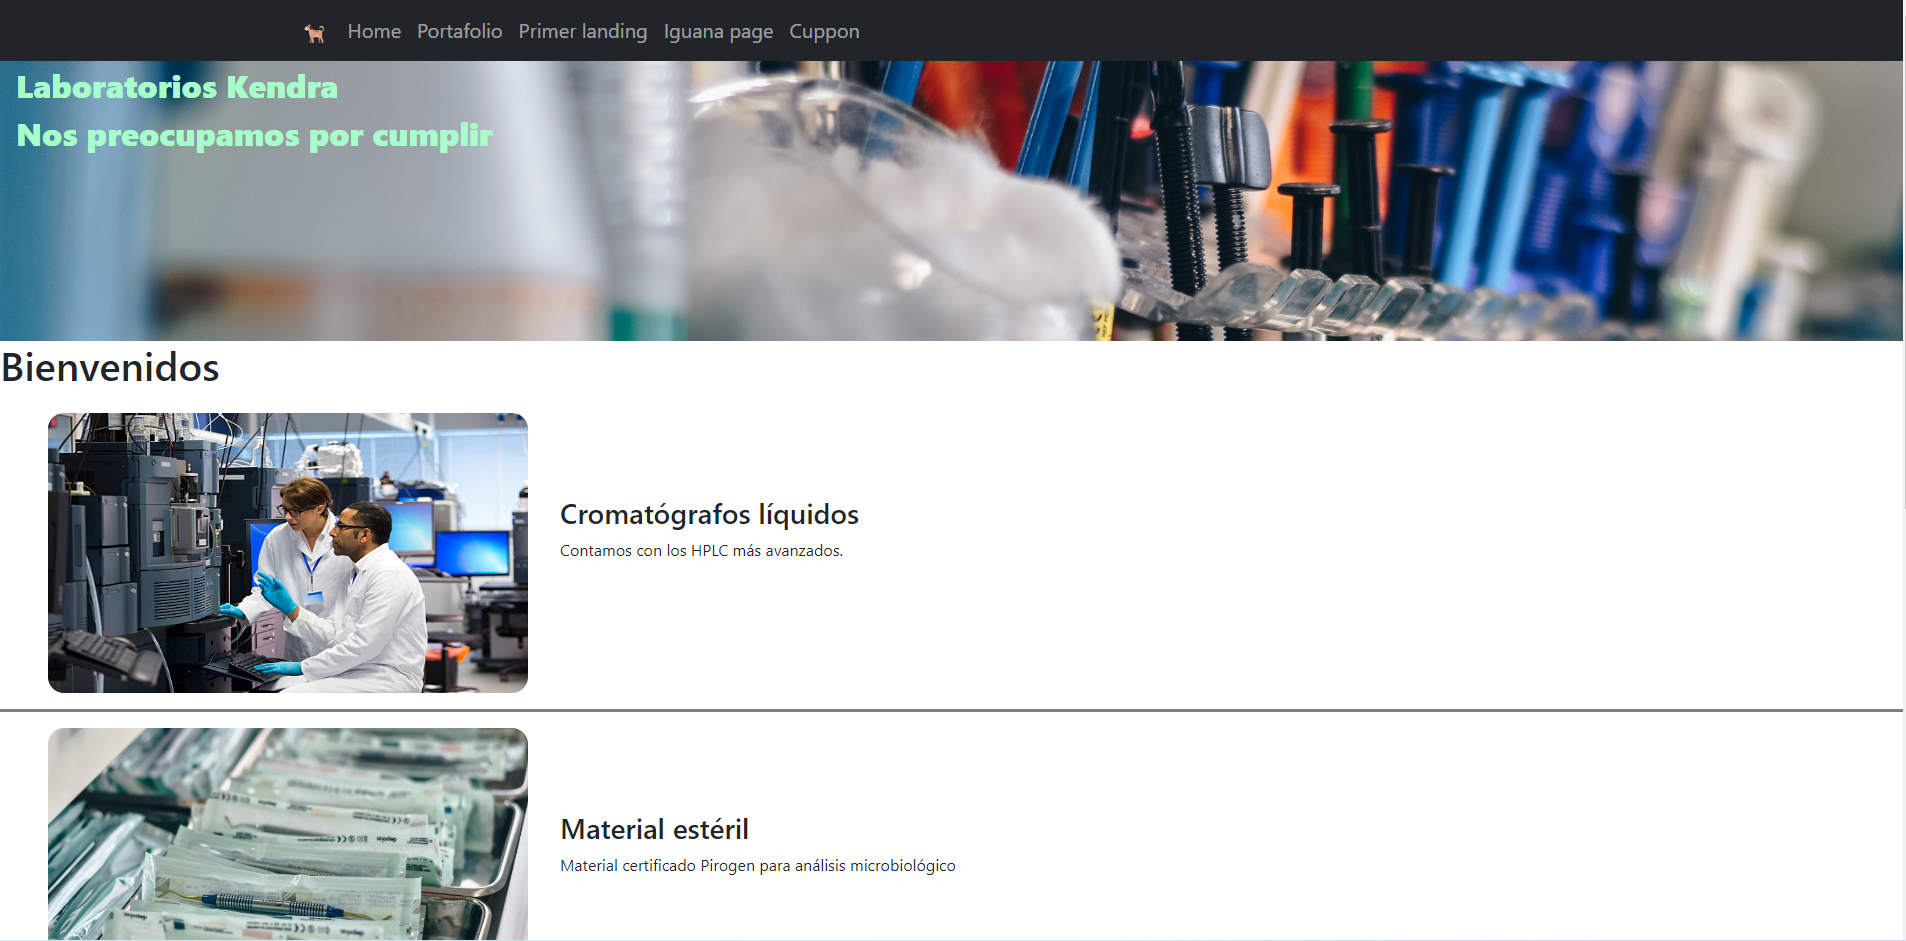 Home Portafolio Primer landing Iguana page Cuppon
Laboratorios Kendra
Nos preocupamos por cumplir
Bienvenidos
Cromatógrafos líquidos
Contamos con los HPLC más avanzados.
Material estéril
Material certificado Pirogen para análisis microbiológico